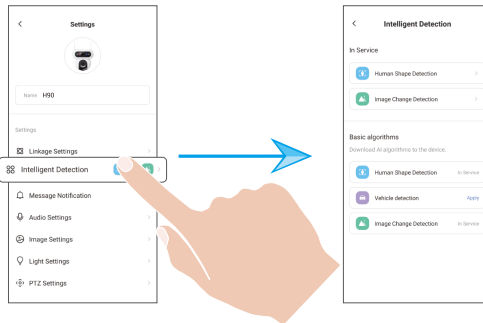 Settings
Name H90
Settings
Linkage Settings
Intelligent Detection
Message Notification
Audio Settings
Image Settings
Light Settings
PTZ Settings
Intelligent Detection
In Service
Human Shape Detection
Image Change Detection
Basic algorithms
Download AI algorithms to the device.
Human Shape Detection In Service
Vehicle detection Apply
Image Change Detection In Service